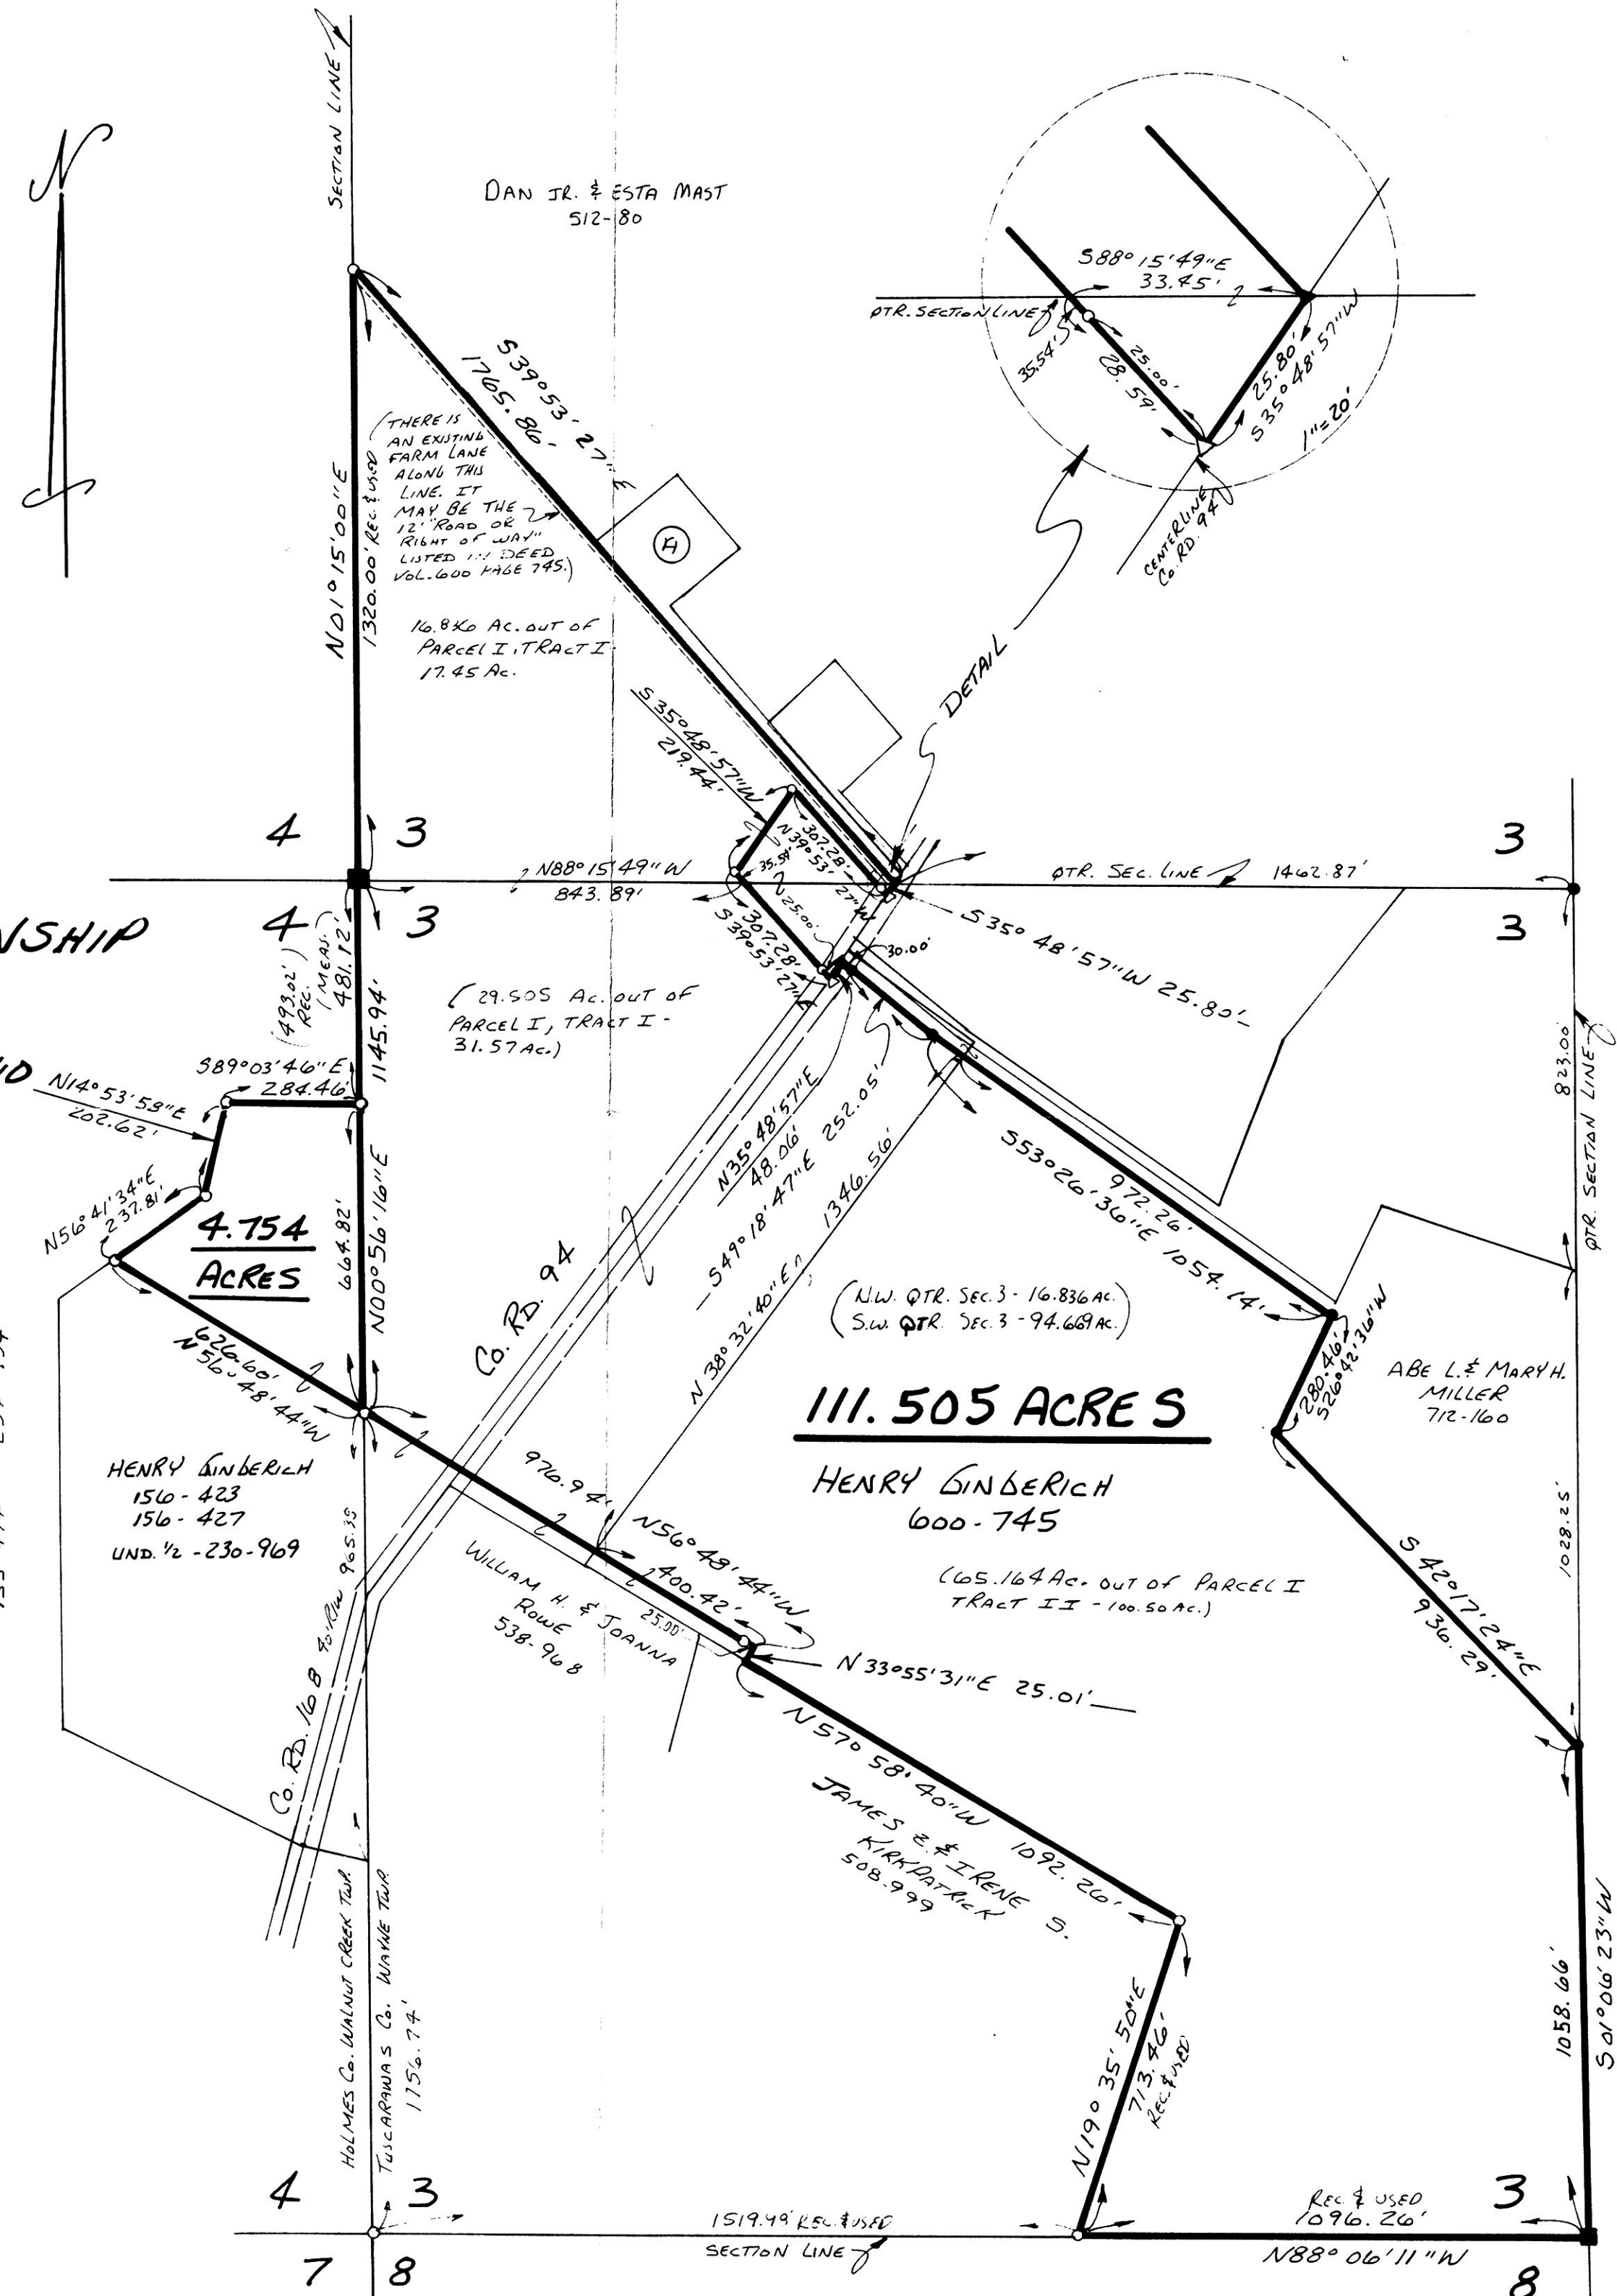 N
SECTION LINE
DAN JR. & ESTA MAST
512-80
S88° 15' 49"E
33.45'
QTR. SECTION LINE
35.54'
25.00'
28.59'
25.80'
S 35° 48' 57" W
1"=20'
CENTERLINE
Co. RD. 94
DETAIL
S39° 53' 27" E
1765.86'
N01° 15' 00" E
1320.00' REC. & USED
(THERE IS
AN EXISTING
FARM LANE
ALONG THIS
LINE. IT
MAY BE THE
12' "ROAD OR
RIGHT OF WAY"
LISTED IN DEED
VOL. 600 PAGE 745.)
A
AC. OUT OF
PARCEL I, TRACT I
17.45 Ac.
S 35° 48' 57" W
219.44'
307.28'
N39° 53' 27" W
35.54'
25.00'
4 3
N88° 15' 49" W
843.89'
QTR. SEC. LINE 1462.87'
3
4 3
3
NSHIP
307.28'
S39° 53' 27" E
30.00'
S35° 48' 57" W 25.80'
(493.02')
REC.
(MEAS.)
481.12'
1145.94'
(29.505 Ac. OUT OF
PARCEL I, TRACT I -
31.57 Ac.)
823.00'
QTR. SECTION LINE
S89° 03' 46" E
284.46'
N14° 53' 58" E
202.62'
N56° 41' 34" E
237.81'
4.754
ACRES
664.82'
N00° 56' 16" E
N35° 48' 57" E
48.06'
S49° 18' 47" E 252.05'
1346.56'
N 38° 32' 40" E
972.26'
S53° 26' 36" E 1054.14'
Co. RD. 94
(N.W. QTR. SEC. 3 - 16.836 AC.)
(S.W. QTR. SEC. 3 - 94.669 AC.)
280.46'
S26° 42' 36" W
ABE L. & MARY H.
MILLER
712-160
626.60'
N56° 48' 44" W
111.505 ACRES
HENRY GINGERICH
600-745
HENRY GINGERICH
156-423
156-427
UND. ½ - 230-969
965.35
976.94'
N56° 48' 44" W
400.42'
WILLIAM H. & JOANNA
ROWE
538-968
25.00'
(65.164 Ac. OUT OF PARCEL I
TRACT II - 100.50 AC.)
1028.25'
S 42° 17' 24" E
936.29'
N 33° 55' 31" E 25.01'
Co. RD. 168 40' R/W
N57° 58' 40" W 1092.26'
JAMES E. & IRENE S.
KIRKPATRICK
508-999
HOLMES Co. WALNUT CREEK TWP.
TUSCARAWAS Co. WAYNE TWP.
1756.74'
N19° 35' 50" E
713.46'
REC. & USED
1058.66'
S 01° 06' 23" W
4 3
1519.48' REC. & USED
SECTION LINE
REC. & USED
1096.26'
N88° 06' 11" W
3
7 8
8